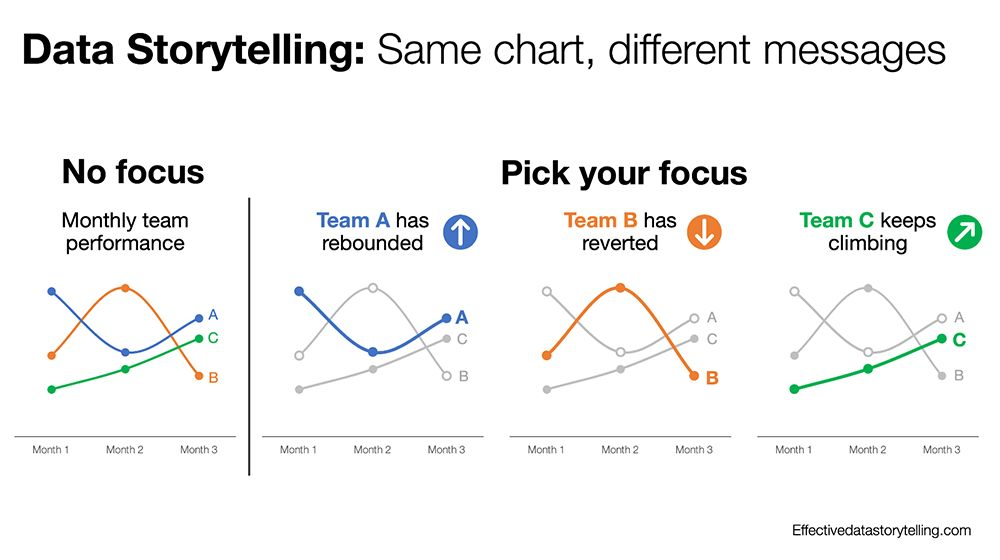 Data Storytelling: Same chart, different messages
No focus
Monthly team
performance
A
C
B
Month 1
Month 2
Month 3
Pick your focus
Team A has
rebounded
A
C
B
Month 1
Month 2
Month 3
Team B has
reverted
A
C
B
Month 1
Month 2
Month 3
Team C keeps
climbing
A
C
B
Month 1
Month 2
Month 3
Effectivedatastorytelling.com